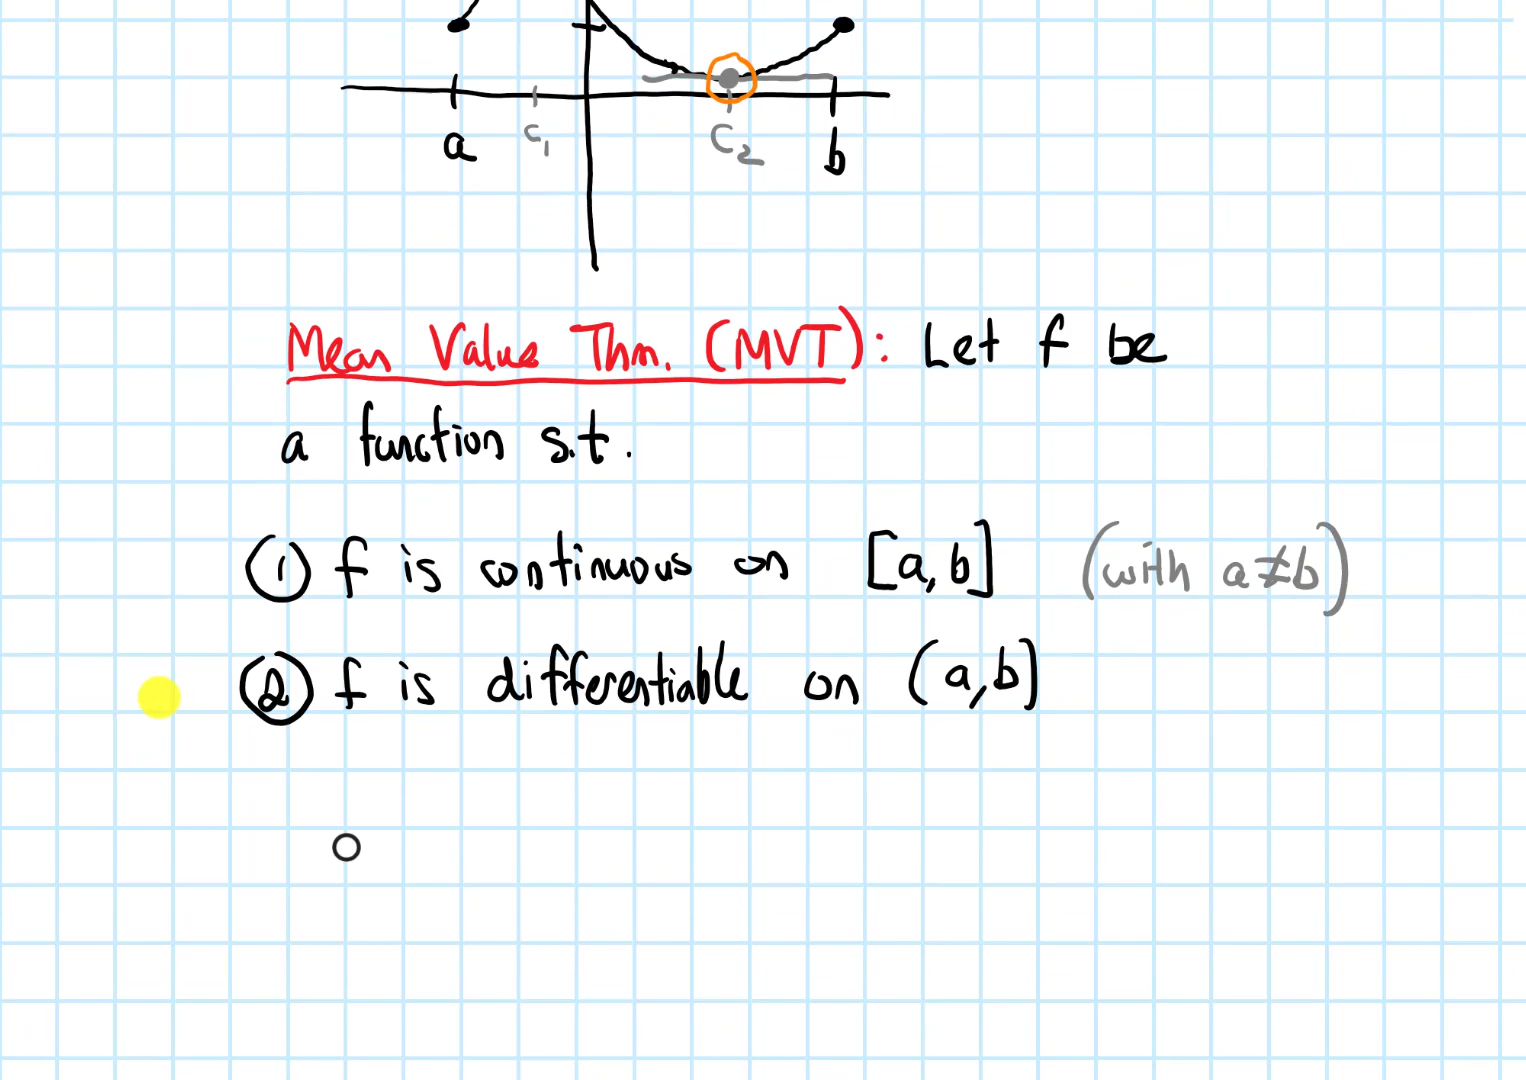 a c₁ c₂ b
Mean Value Thm. (MVT): Let f be
a function s.t.
① f is continuous on [a,b] (with a≠b)
② f is differentiable on (a,b]